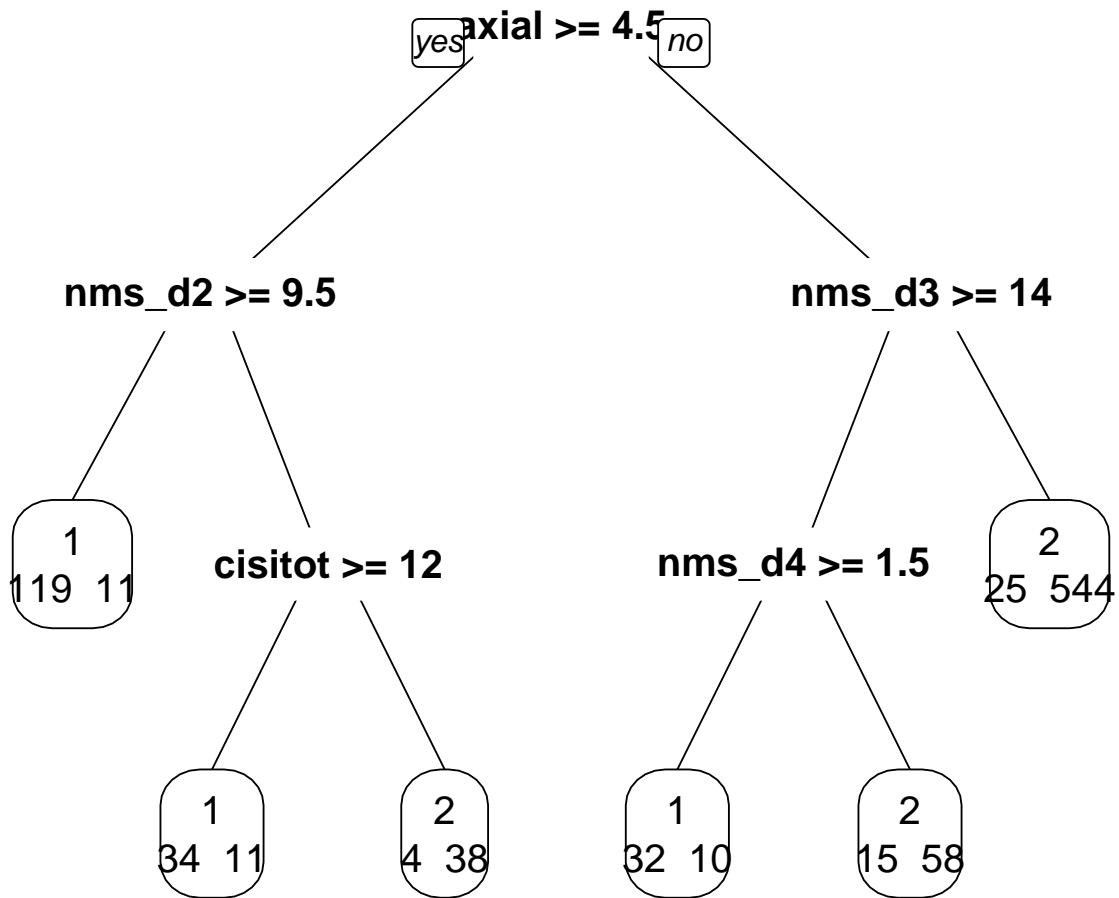 axial >= 4.5
yes
no
nms_d2 >= 9.5
nms_d3 >= 14
1
119 11
cisitot >= 12
nms_d4 >= 1.5
2
25 544
1
34 11
2
4 38
1
32 10
2
15 58